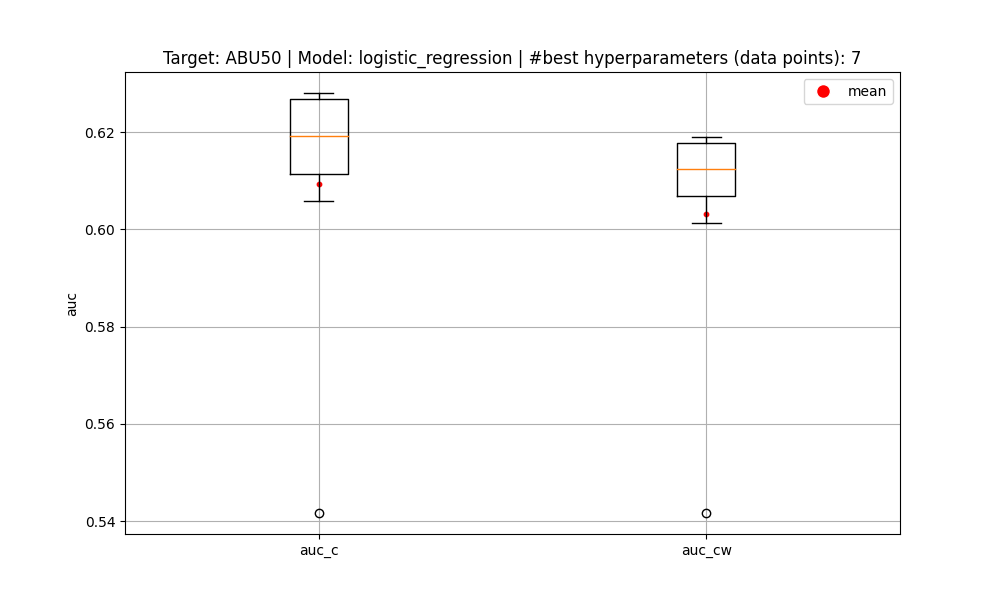 Target: ABU50 | Model: logistic_regression | #best hyperparameters (data points): 7
mean
0.62
0.60
0.58
0.56
0.54
auc
auc_c
auc_cw